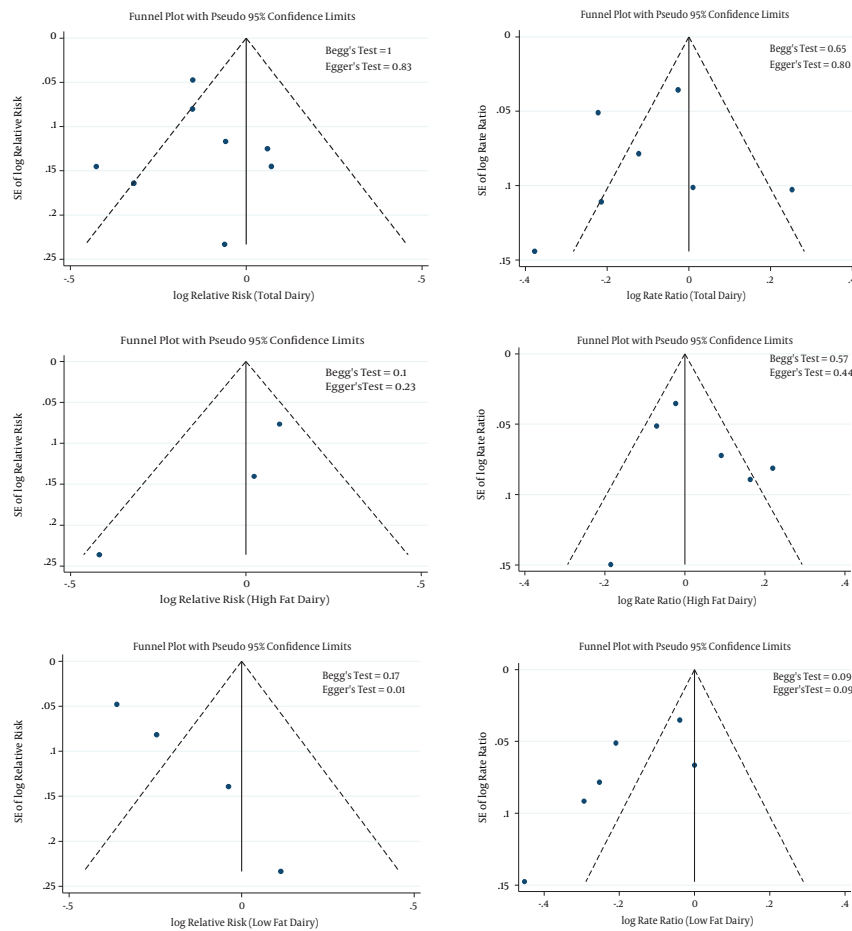 Funnel Plot with Pseudo 95% Confidence Limits
Begg's Test =1
Egger's Test = 0.83
SE of log Relative Risk
0
.05
.1
.15
.2
.25
-.5
0
.5
log Relative Risk (Total Dairy)
Funnel Plot with Pseudo 95% Confidence Limits
Begg's Test = 0.65
Egger's Test = 0.80
SE of log Rate Ratio
0
.05
.1
.15
-.4
-.2
0
.2
.4
log Rate Ratio (Total Dairy)
Funnel Plot with Pseudo 95% Confidence Limits
Begg's Test = 0.1
Egger'sTest = 0.23
SE of log Relative Risk
0
.05
.1
.15
.2
.25
-.5
0
.5
log Relative Risk (High Fat Dairy)
Funnel Plot with Pseudo 95% Confidence Limits
Begg's Test = 0.57
Egger's Test = 0.44
SE of log Rate Ratio
0
.05
.1
.15
-.4
-.2
0
.2
.4
log Rate Ratio (High Fat Dairy)
Funnel Plot with Pseudo 95% Confidence Limits
Begg's Test = 0.17
Egger'sTest = 0.01
SE of log Relative Risk
0
.05
.1
.15
.2
.25
-.5
0
.5
log Relative Risk (Low Fat Dairy)
Funnel Plot with Pseudo 95% Confidence Limits
Begg's Test = 0.09
Egger'sTest = 0.09
SE of log Rate Ratio
0
.05
.1
.15
-.4
-.2
0
.2
.4
log Rate Ratio (Low Fat Dairy)